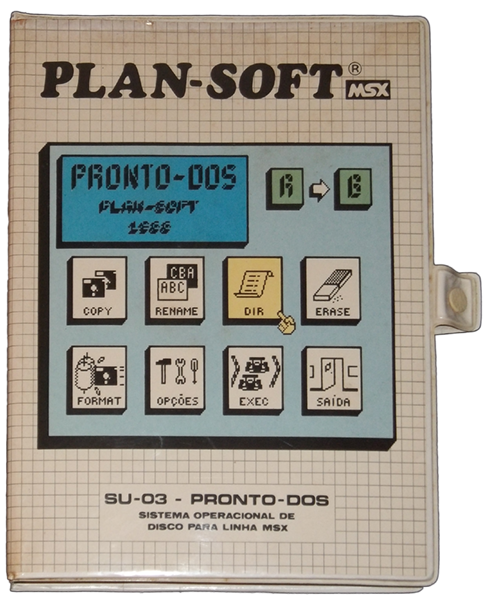 PLAN-SOFT® MSX
PRONTO-DOS
PLAN-SOFT
1988
A B
COPY
CBA
ABC
RENAME
DIR
ERASE
FORMAT
OPÇÕES
EXEC
SAÍDA
SU-03 - PRONTO-DOS
SISTEMA OPERACIONAL DE
DISCO PARA LINHA MSX